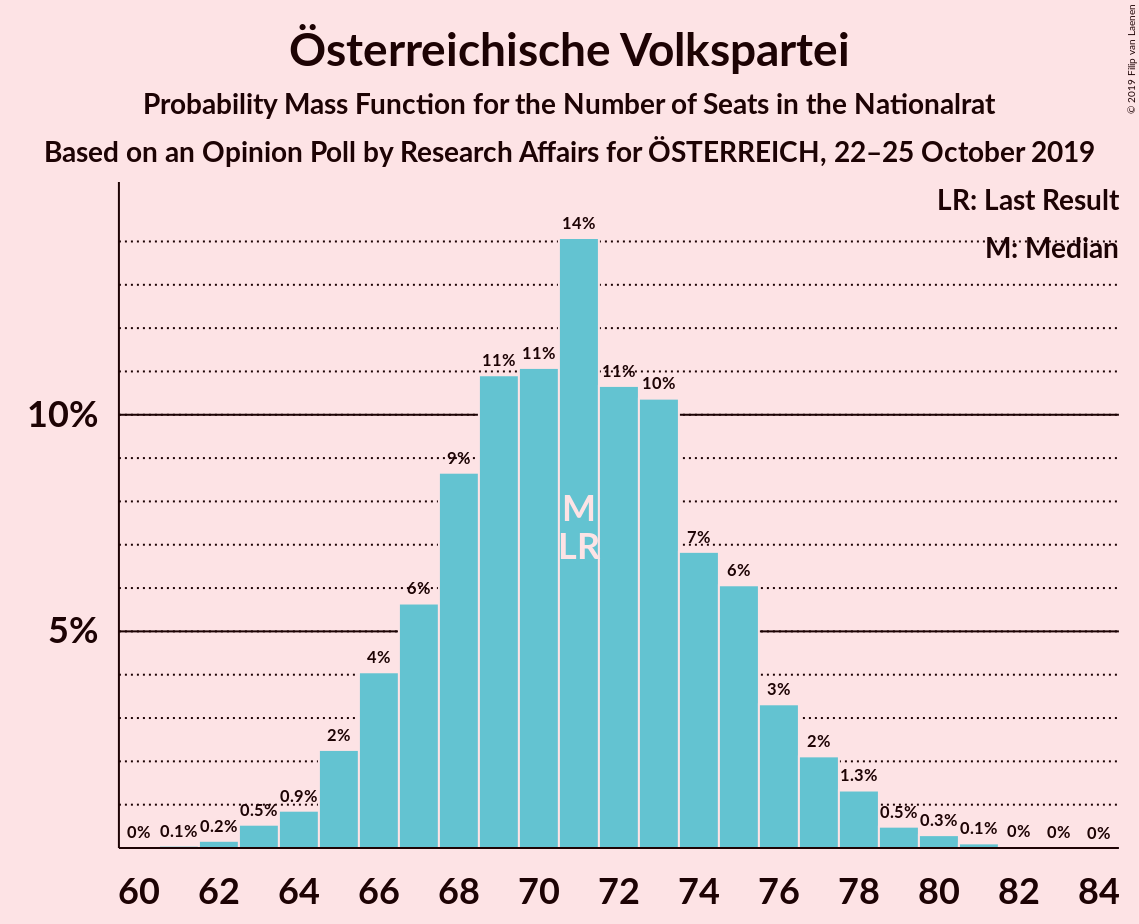 Österreichische Volkspartei
Probability Mass Function for the Number of Seats in the Nationalrat
Based on an Opinion Poll by Research Affairs for ÖSTERREICH, 22–25 October 2019
© 2019 Filip van Laenen
LR: Last Result
M: Median
10%
5%
0% 0.1% 0.2% 0.5% 0.9% 2% 4% 6% 9% 11% 11% 14% 11% 10% 7% 6% 3% 2% 1.3% 0.5% 0.3% 0.1% 0% 0% 0%
M
LR
60 62 64 66 68 70 72 74 76 78 80 82 84